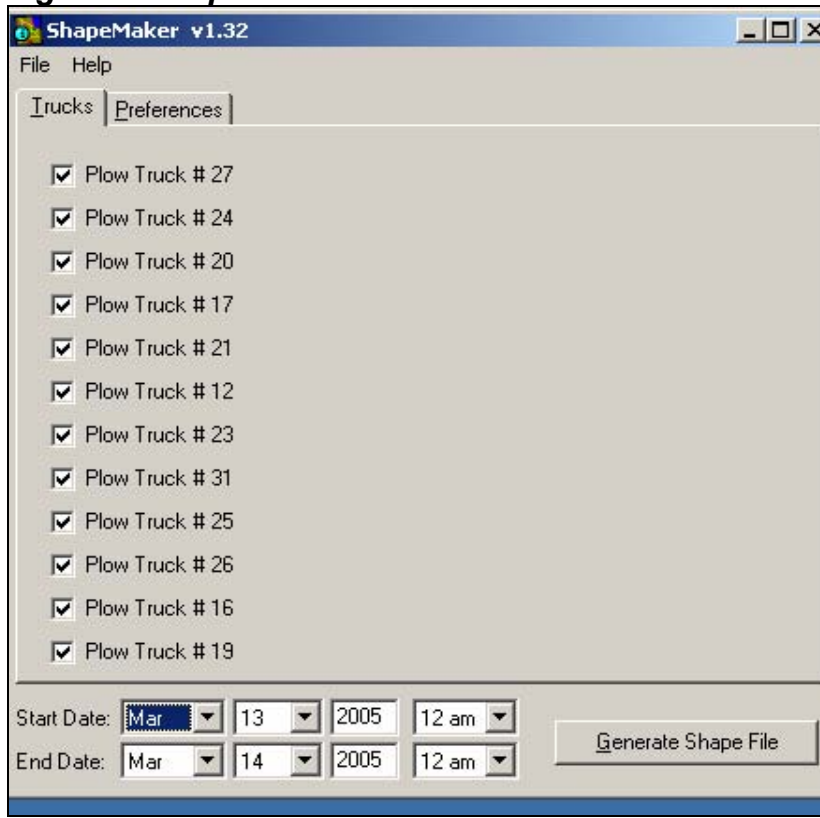 ShapeMaker v1.32
File Help
Trucks Preferences
Plow Truck # 27
Plow Truck # 24
Plow Truck # 20
Plow Truck # 17
Plow Truck # 21
Plow Truck # 12
Plow Truck # 23
Plow Truck # 31
Plow Truck # 25
Plow Truck # 26
Plow Truck # 16
Plow Truck # 19
Start Date: Mar 13 2005 12 am
Generate Shape File
End Date: Mar 14 2005 12 am